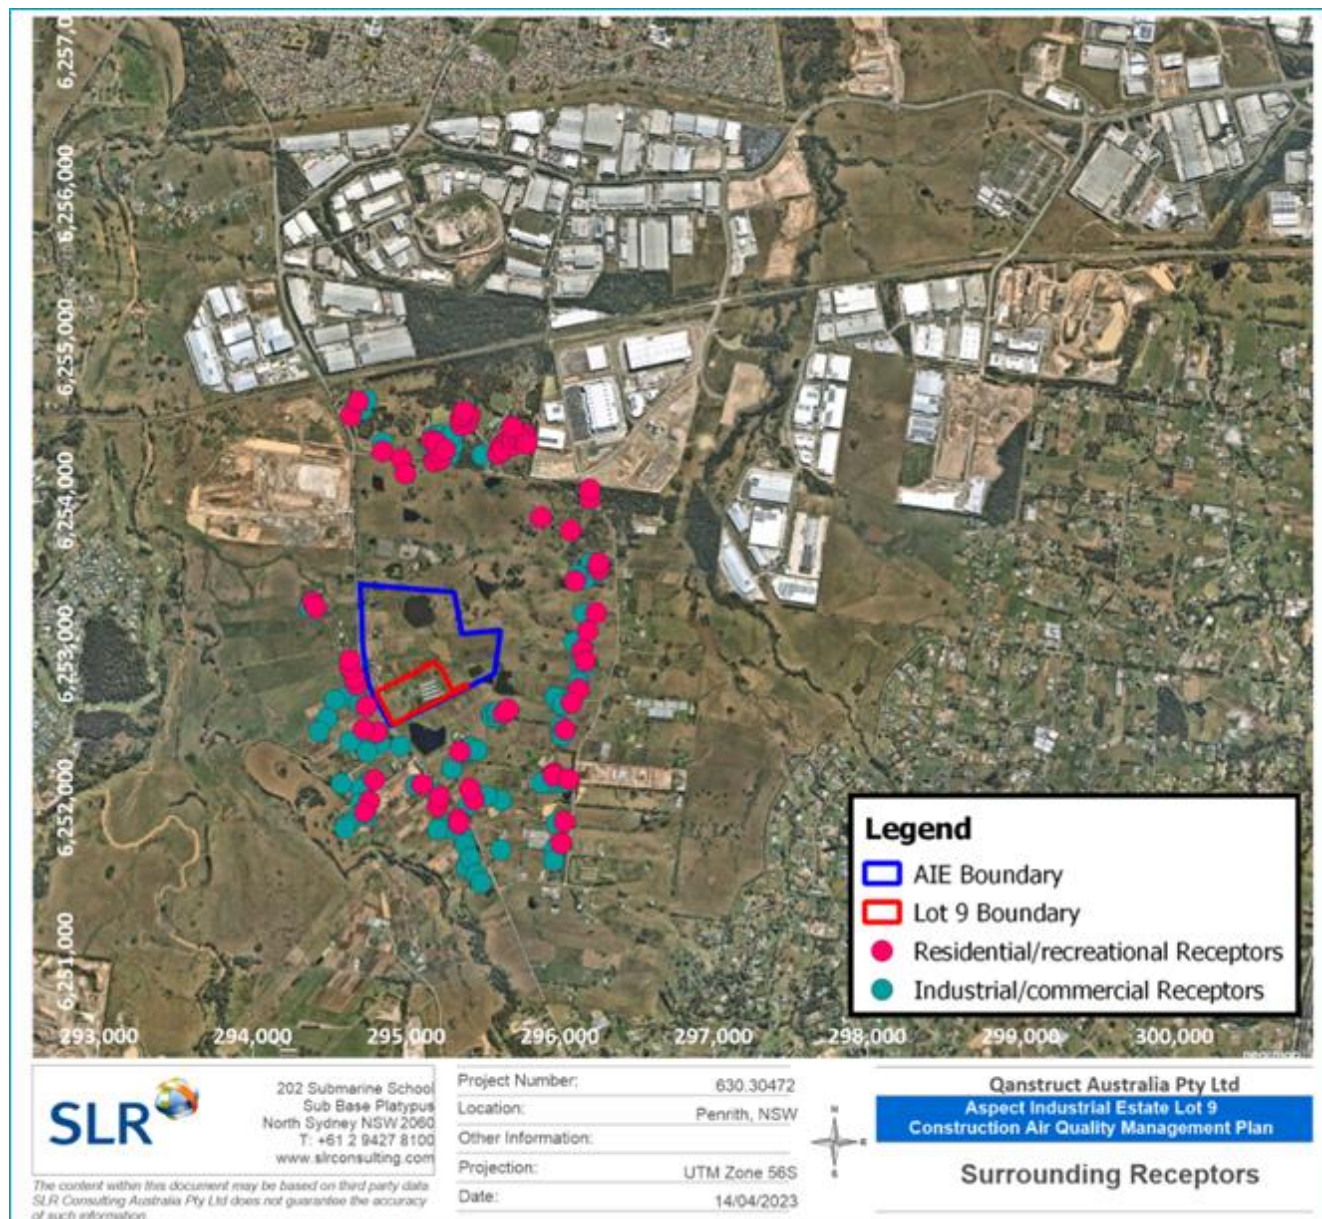 6,257,0
6,256,000
6,255,000
6,254,000
6,253,000
6,252,000
6,251,000
293,000 294,000 295,000 296,000 297,000 298,000 299,000 300,000
Legend
AIE Boundary
Lot 9 Boundary
Residential/recreational Receptors
Industrial/commercial Receptors
nearmap
SLR
202 Submarine School
Sub Base Platypus
North Sydney NSW 2060
T: +61 2 9427 8100
www.slrconsulting.com
The content within this document may be based on third party data.
SLR Consulting Australia Pty Ltd does not guarantee the accuracy
of such information.
Project Number: 630.30472
Location: Penrith, NSW
Other Information:
Projection: UTM Zone 56S
Date: 14/04/2023
N
E
S
Qanstruct Australia Pty Ltd
Aspect Industrial Estate Lot 9
Construction Air Quality Management Plan
Surrounding Receptors